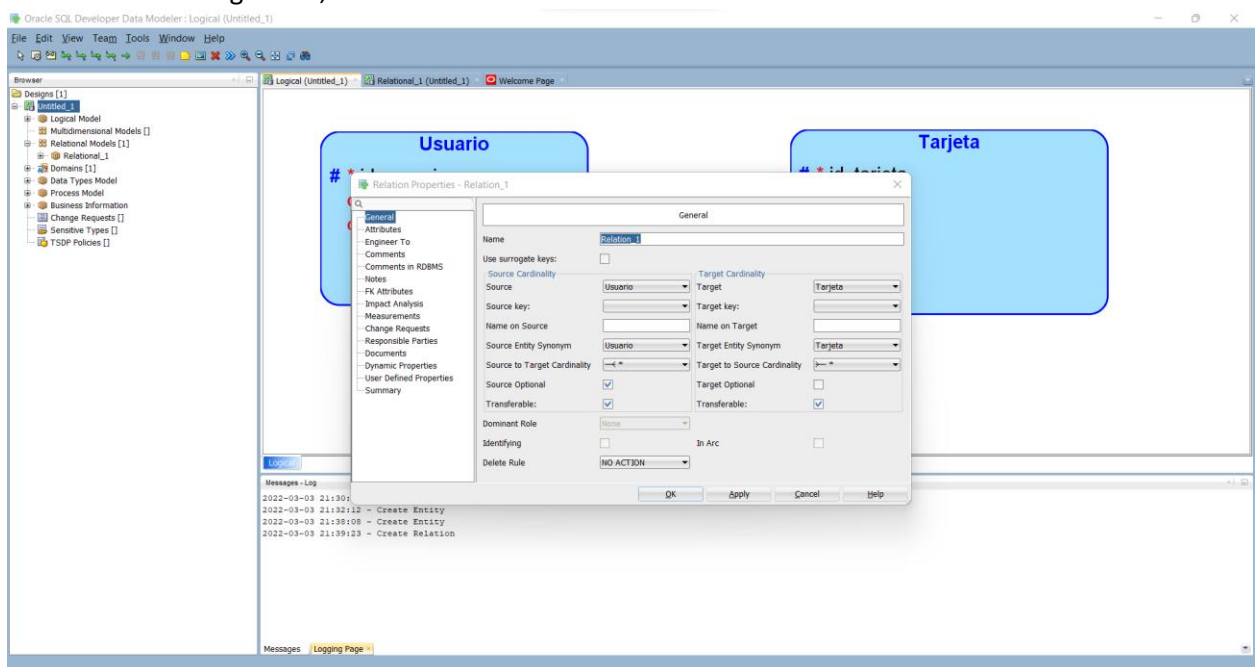 Oracle SQL Developer Data Modeler : Logical (Untitled_1)
File Edit View Team Tools Window Help
Browser
Logical (Untitled_1) Relational_1 (Untitled_1) Welcome Page
Designs [1]
Untitled_1
Logical Model
Multidimensional Models []
Relational Models [1]
Relational_1
Domains [1]
Data Types Model
Process Model
Business Information
Change Requests []
Sensitive Types []
TSDP Policies []
Usuario
# *
Tarjeta
# * id_tarjeta
Relation Properties - Relation_1
General
Attributes
Engineer To
Comments
Comments in RDBMS
Notes
FK Attributes
Impact Analysis
Measurements
Change Requests
Responsible Parties
Documents
Dynamic Properties
User Defined Properties
Summary
General
Name Relation_1
Use surrogate keys:
Source Cardinality Target Cardinality
Source Usuario Target Tarjeta
Source key: Target key:
Name on Source Name on Target
Source Entity Synonym Usuario Target Entity Synonym Tarjeta
Source to Target Cardinality * Target to Source Cardinality *
Source Optional Target Optional
Transferable: Transferable:
Dominant Role None
Identifying In Arc
Delete Rule NO ACTION
OK Apply Cancel Help
Logical
Messages - Log
2022-03-03 21:30:
2022-03-03 21:32:12 - Create Entity
2022-03-03 21:38:08 - Create Entity
2022-03-03 21:39:23 - Create Relation
Messages Logging Page